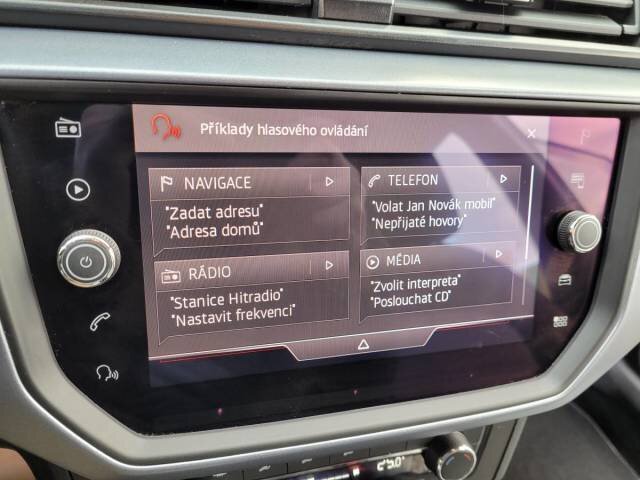 Příklady hlasového ovládání
NAVIGACE
"Zadat adresu"
"Adresa domů"
TELEFON
"Volat Jan Novák mobil"
"Nepřijaté hovory"
RÁDIO
"Stanice Hitradio"
"Nastavit frekvenci"
MÉDIA
"Zvolit interpreta"
"Poslouchat CD"